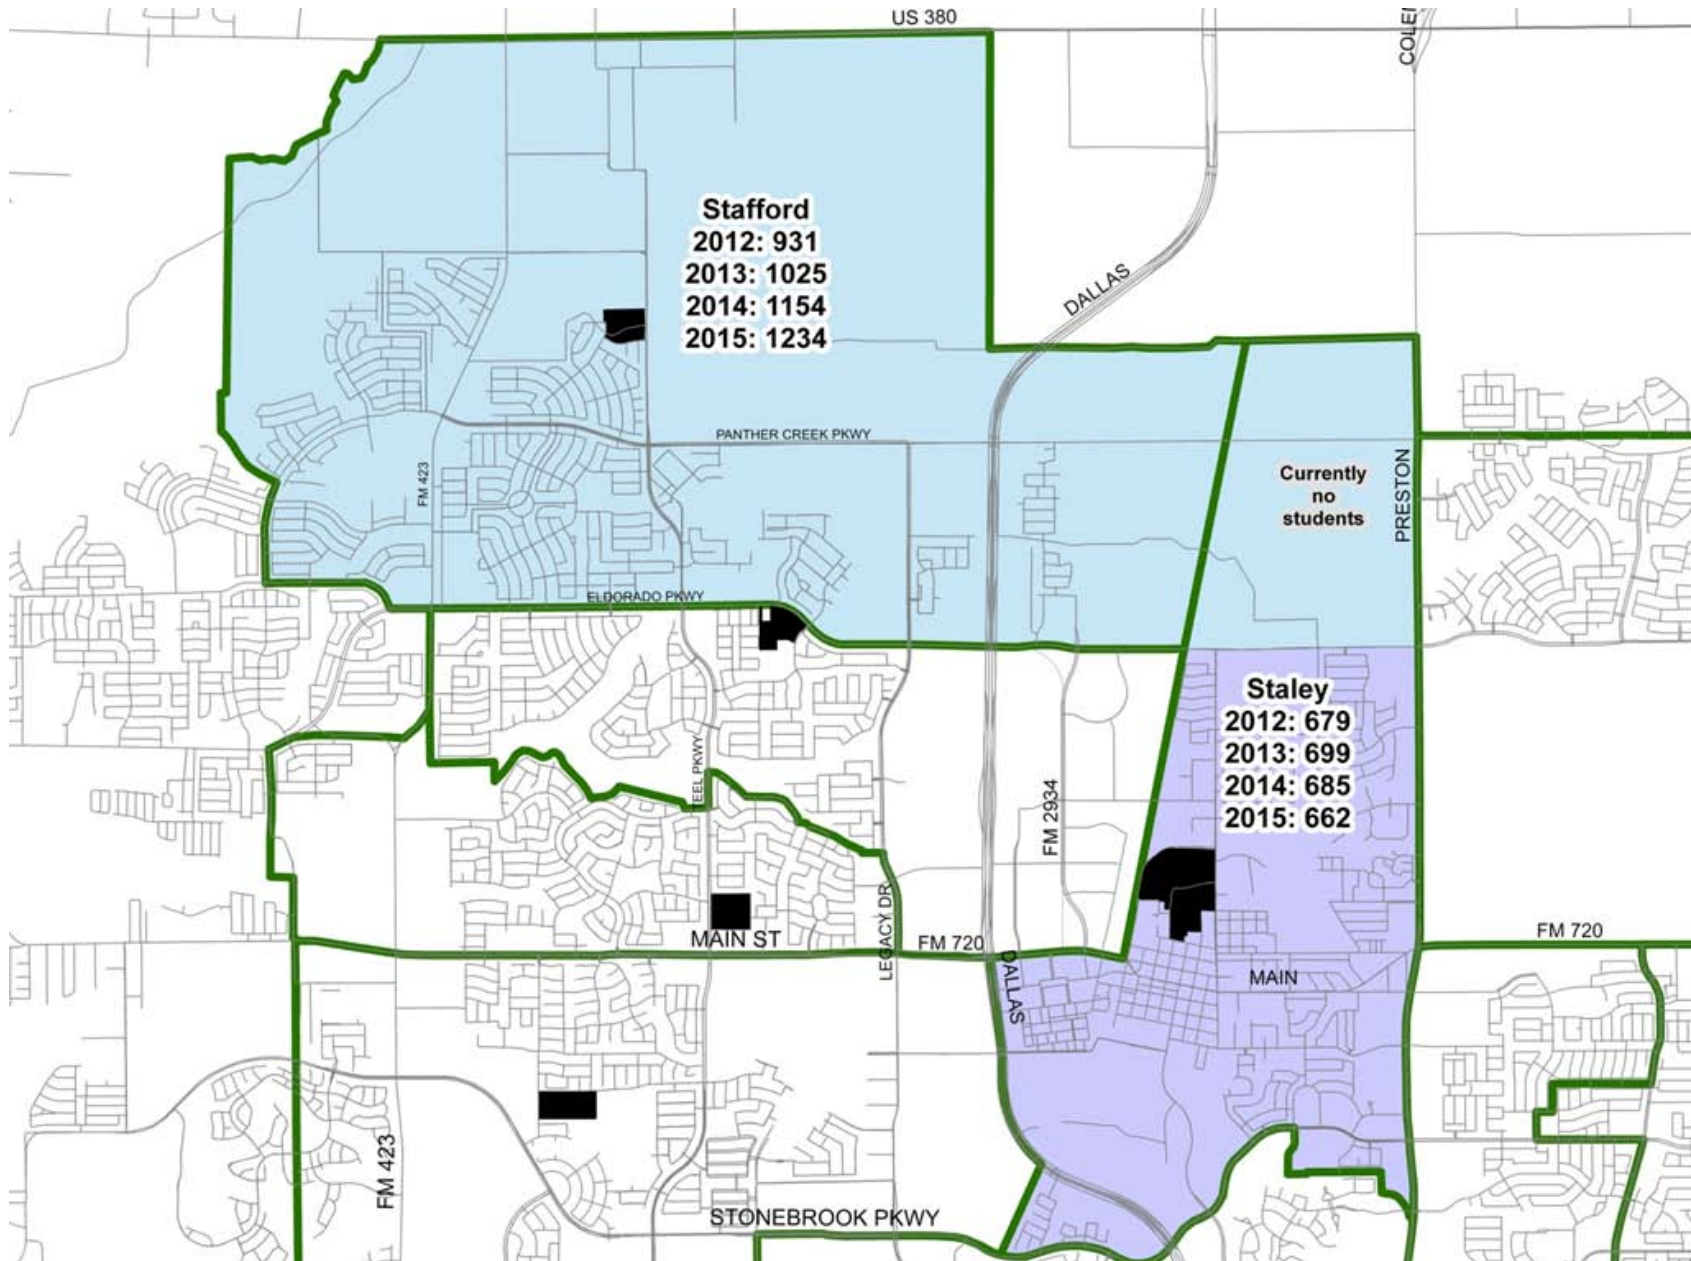 US 380
COLE
Stafford
2012: 931
2013: 1025
2014: 1154
2015: 1234
DALLAS
PANTHER CREEK PKWY
FM 423
Currently
no
students
PRESTON
ELDORADO PKWY
Staley
2012: 679
2013: 699
2014: 685
2015: 662
TEEL PKWY
FM 2934
LEGACY DR
MAIN ST
FM 720
FM 720
DALLAS
MAIN
FM 423
STONEBROOK PKWY